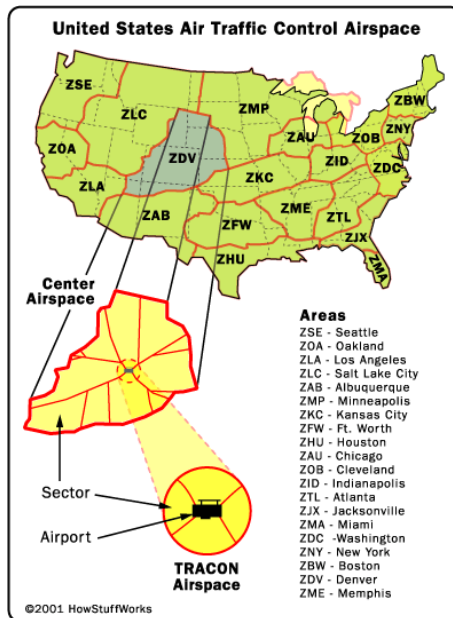 United States Air Traffic Control Airspace
ZSE
ZLC
ZMP
ZBW
ZOA
ZDV
ZAU
ZOB
ZNY
ZID
ZDC
ZLA
ZKC
ZAB
ZME
ZFW
ZTL
ZHU
ZJX
ZMA
Center
Airspace
Sector
Airport
TRACON
Airspace
Areas
ZSE - Seattle
ZOA - Oakland
ZLA - Los Angeles
ZLC - Salt Lake City
ZAB - Albuquerque
ZMP - Minneapolis
ZKC - Kansas City
ZFW - Ft. Worth
ZHU - Houston
ZAU - Chicago
ZOB - Cleveland
ZID - Indianapolis
ZTL - Atlanta
ZJX - Jacksonville
ZMA - Miami
ZDC -Washington
ZNY - New York
ZBW - Boston
ZDV - Denver
ZME - Memphis
©2001 HowStuffWorks